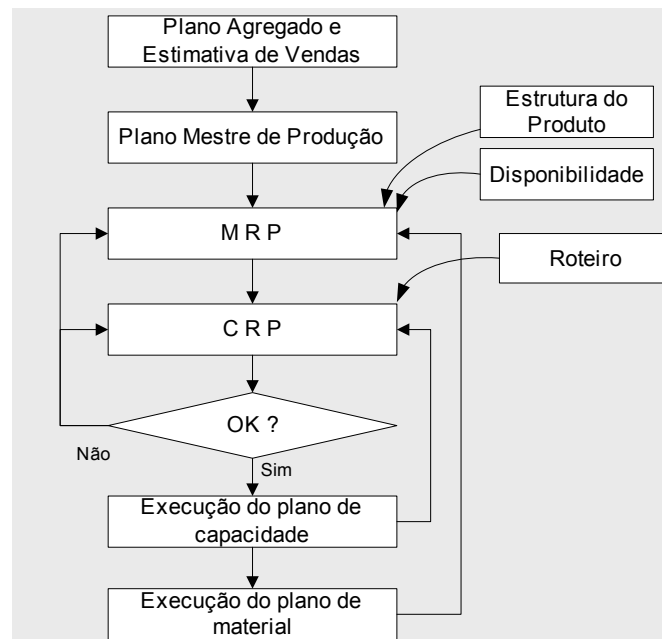 Plano Agregado e
Estimativa de Vendas
Estrutura do
Produto
Plano Mestre de Produção
Disponibilidade
M R P
Roteiro
C R P
OK ?
Não
Sim
Execução do plano de
capacidade
Execução do plano de
material